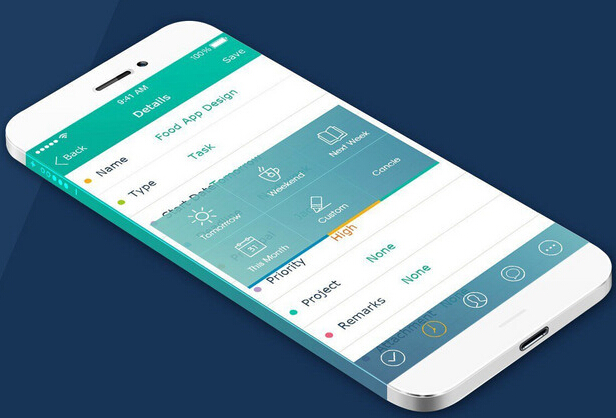 9:41 AM 100%
Back Details Save
Name Food App Design
Type Task
Start Date Tomorrow
Tomorrow Weekend Next Week
This Month Custom Cancle
31
Priority High
Project None
Remarks None
Attachment